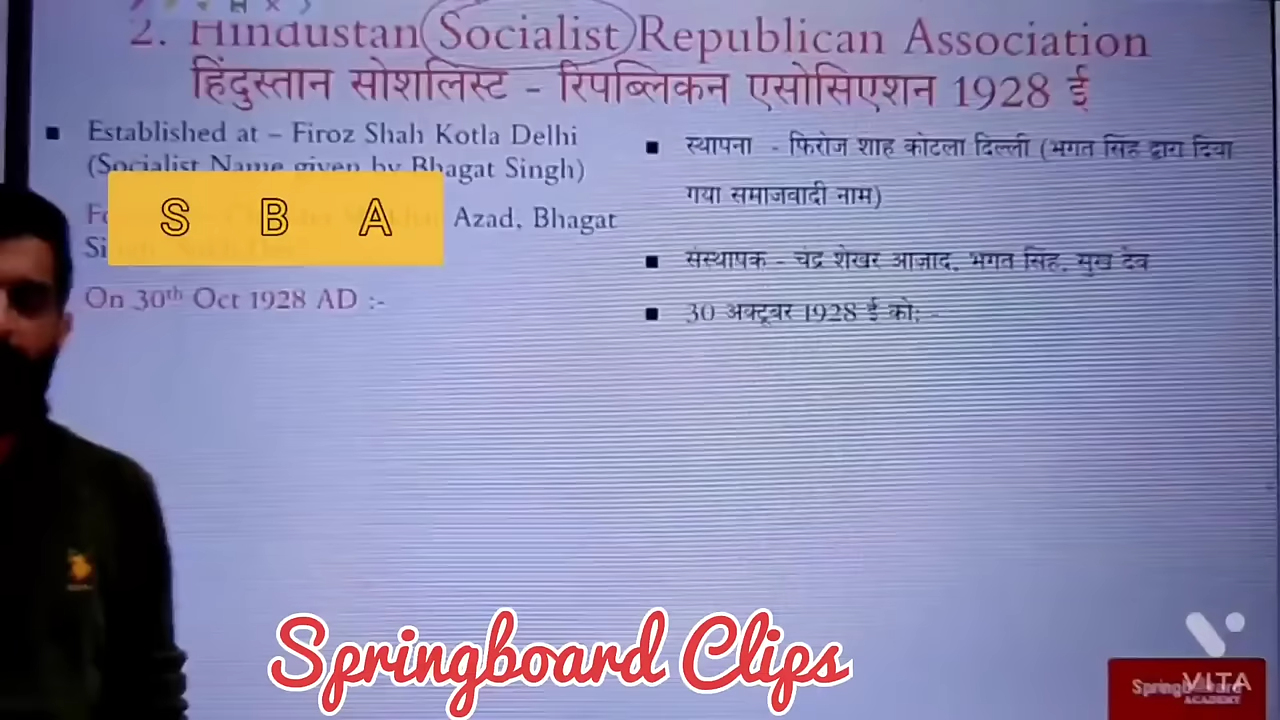 2. Hindustan Socialist Republican Association
हिंदुस्तान सोशलिस्ट - रिपब्लिकन एसोसिएशन 1928 ई
■ Established at – Firoz Shah Kotla Delhi
(Socialist Name given by Bhagat Singh)
S B A
Azad, Bhagat
On 30th Oct 1928 AD :-
■ स्थापना - फिरोज शाह कोटला दिल्ली (भगत सिंह द्वारा दिया
गया समाजवादी नाम)
■ संस्थापक - चंद्र शेखर आज़ाद, भगत सिंह, सुख देव
■ 30 अक्टूबर 1928 ई को: -
Springboard Clips
VITA
ACADEMY